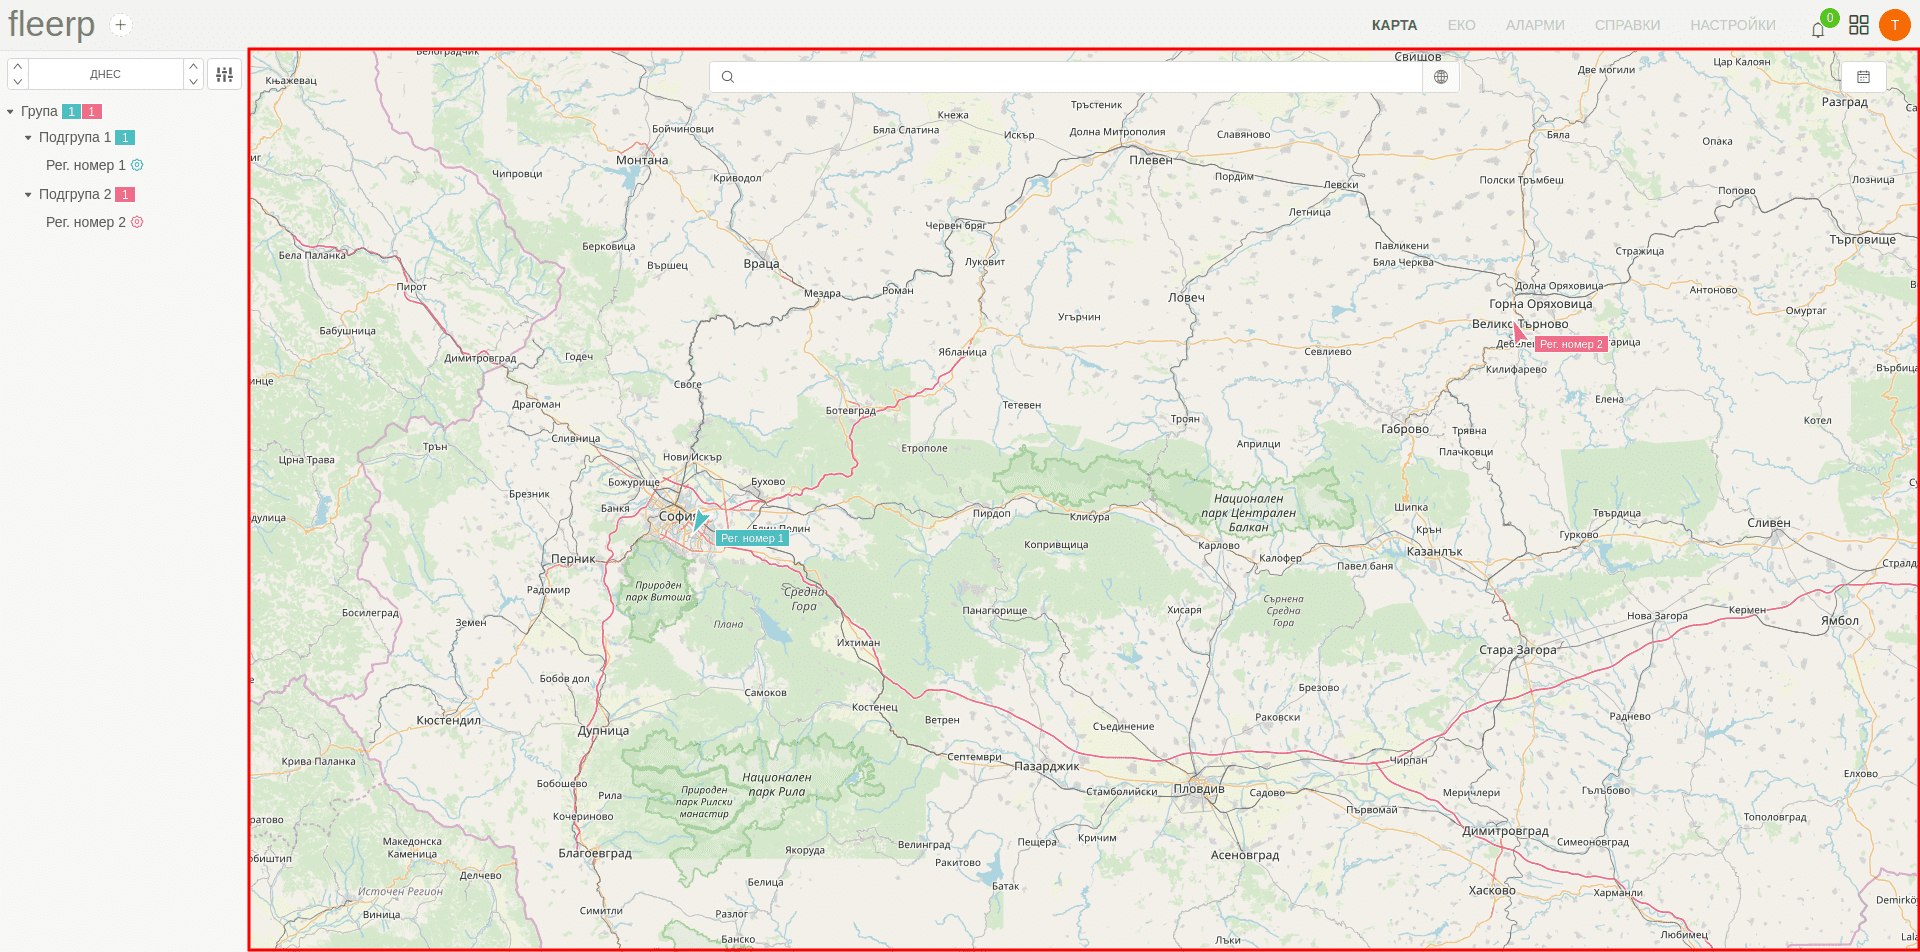 fleerp +
КАРТА ЕКО АЛАРМИ СПРАВКИ НАСТРОЙКИ 0 T
ДНЕС
Група 1 1
Подгрупа 1 1
Рег. номер 1
Подгрупа 2 1
Рег. номер 2
Свищов
Цар Калоян
Две могили
Књажевац
Разград
Тръстеник
Кнежа
Бойчиновци
Бяла Слатина
Искър
Долна Митрополия
Славяново
Бяла
Опака
Монтана
Плевен
Чипровци
Криводол
Пордим
Левски
Полски Тръмбеш
Лозница
Попово
Летница
Червен бряг
Търговище
Берковица
Павликени
Стражица
Бела Паланка
Вършец
Враца
Луковит
Бяла Черква
Пирот
Мездра
Роман
Ловеч
Долна Оряховица
Антоново
Горна Оряховица
Омуртаг
Бабушница
Угърчин
Велико Търново
Рег. номер 2
Димитровград
Годеч
Ябланица
Севлиево
Килифарево
Върбица
Своге
Драгоман
Ботевград
Тетевен
Елена
Троян
Котел
Сливница
Габрово
Трявна
Трън
Етрополе
Априлци
Плачковци
Црна Трава
Нови Искър
Божурище
Бухово
Брезник
Национален
парк Централен
Балкан
Банкя
София
Пирдоп
Клисура
Шипка
Твърдица
Сливен
Елин Пелин
Крън
Гурково
Рег. номер 1
Копривщица
Карлово
Казанлък
Перник
Калофер
Павел баня
Природен
парк Витоша
Радомир
Средна
Гора
Сърнена
Средна
Гора
Босилеград
Панагюрище
Хисаря
Нова Загора
Кермен
Земен
Плана
Ямбол
Ихтиман
Стара Загора
Бобов дол
Самоков
Брезово
Костенец
Кюстендил
Ветрен
Съединение
Раковски
Раднево
Дупница
Крива Паланка
Септември
Пазарджик
Чирпан
Елхово
Бобошево
Национален
парк Рила
Рила
Природен
парк Рилски
манастир
Стамболийски
Пловдив
Садово
Меричлери
Гълъбово
Кочериново
Първомай
Тополовград
Македонска
Каменица
Пещера
Кричим
Димитровград
Симеоновград
Благоевград
Якоруда
Велинград
Ракитово
Асеновград
Делчево
Белица
Батак
Источен Регион
Хасково
Харманли
Виница
Симитли
Разлог
Банско
Лъки
Любимец